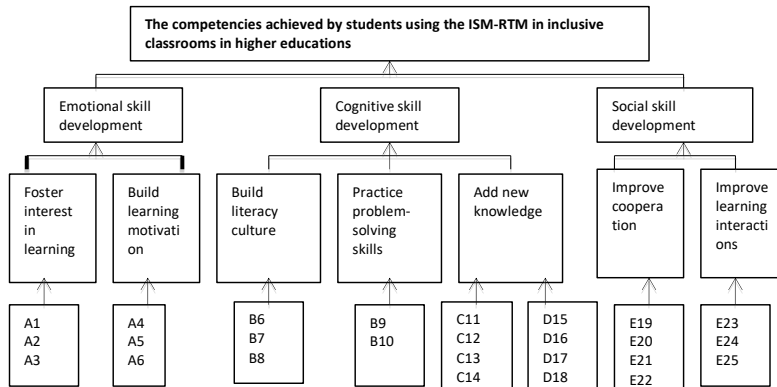 The competencies achieved by students using the ISM-RTM in inclusive
classrooms in higher educations
Emotional skill
development
Cognitive skill
development
Social skill
development
Foster
interest
in
learning
Build
learning
motivati
on
Build
literacy
culture
Practice
problem-
solving
skills
Add new
knowledge
Improve
coopera
tion
Improve
learning
interacti
ons
A1
A2
A3
A4
A5
A6
B6
B7
B8
B9
B10
C11
C12
C13
C14
D15
D16
D17
D18
E19
E20
E21
E22
E23
E24
E25